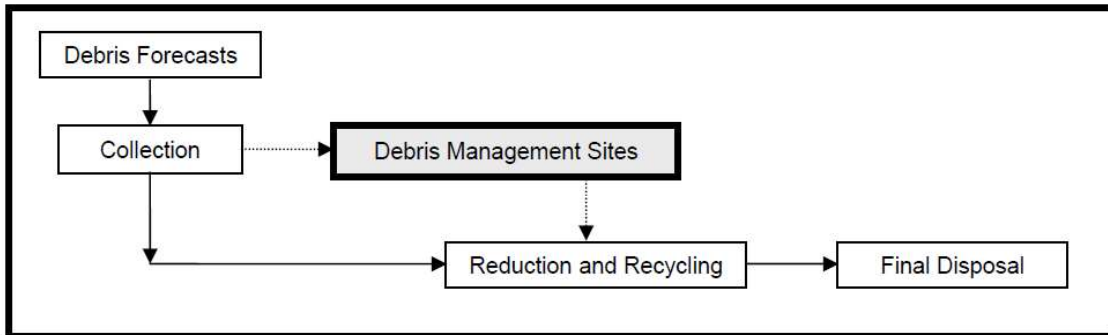 Debris Forecasts
Collection
Debris Management Sites
Reduction and Recycling
Final Disposal